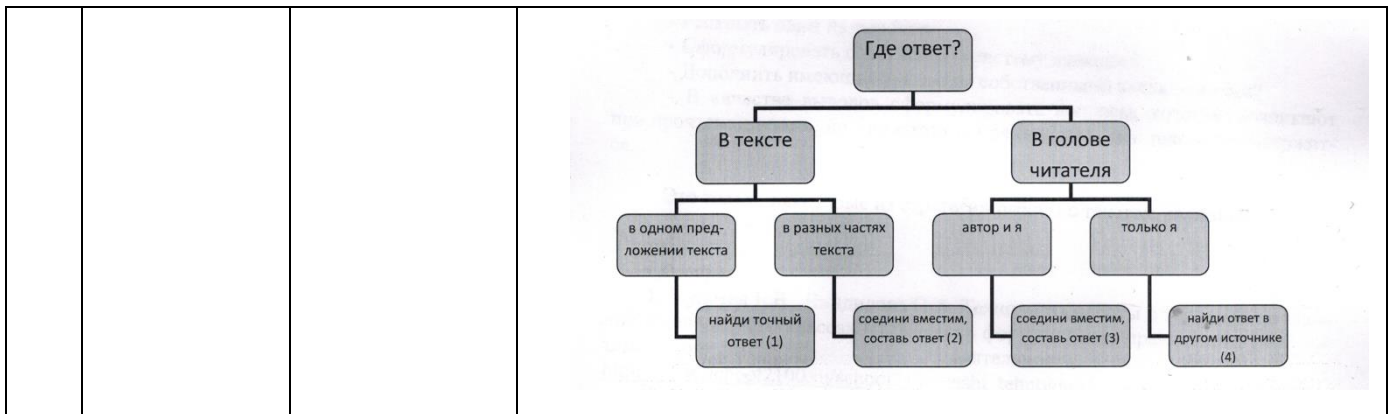 Где ответ?
В тексте
В голове
читателя
в одном пред-
ложении текста
в разных частях
текста
автор и я
только я
найди точный
ответ (1)
соедини вместим,
составь ответ (2)
соедини вместим,
составь ответ (3)
найди ответ в
другом источнике
(4)